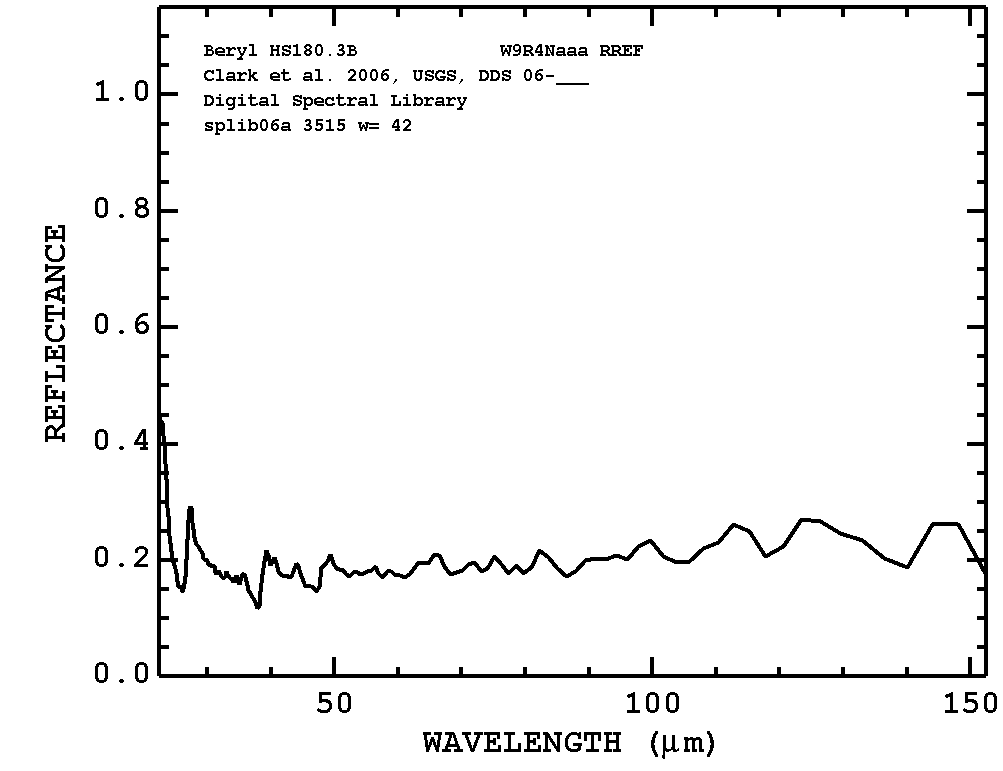 Beryl HS180.3B W9R4Naaa RREF
Clark et al. 2006, USGS, DDS 06-___
Digital Spectral Library
splib06a 3515 w= 42
REFLECTANCE
1.0
0.8
0.6
0.4
0.2
0.0
50 100 150
WAVELENGTH (μm)